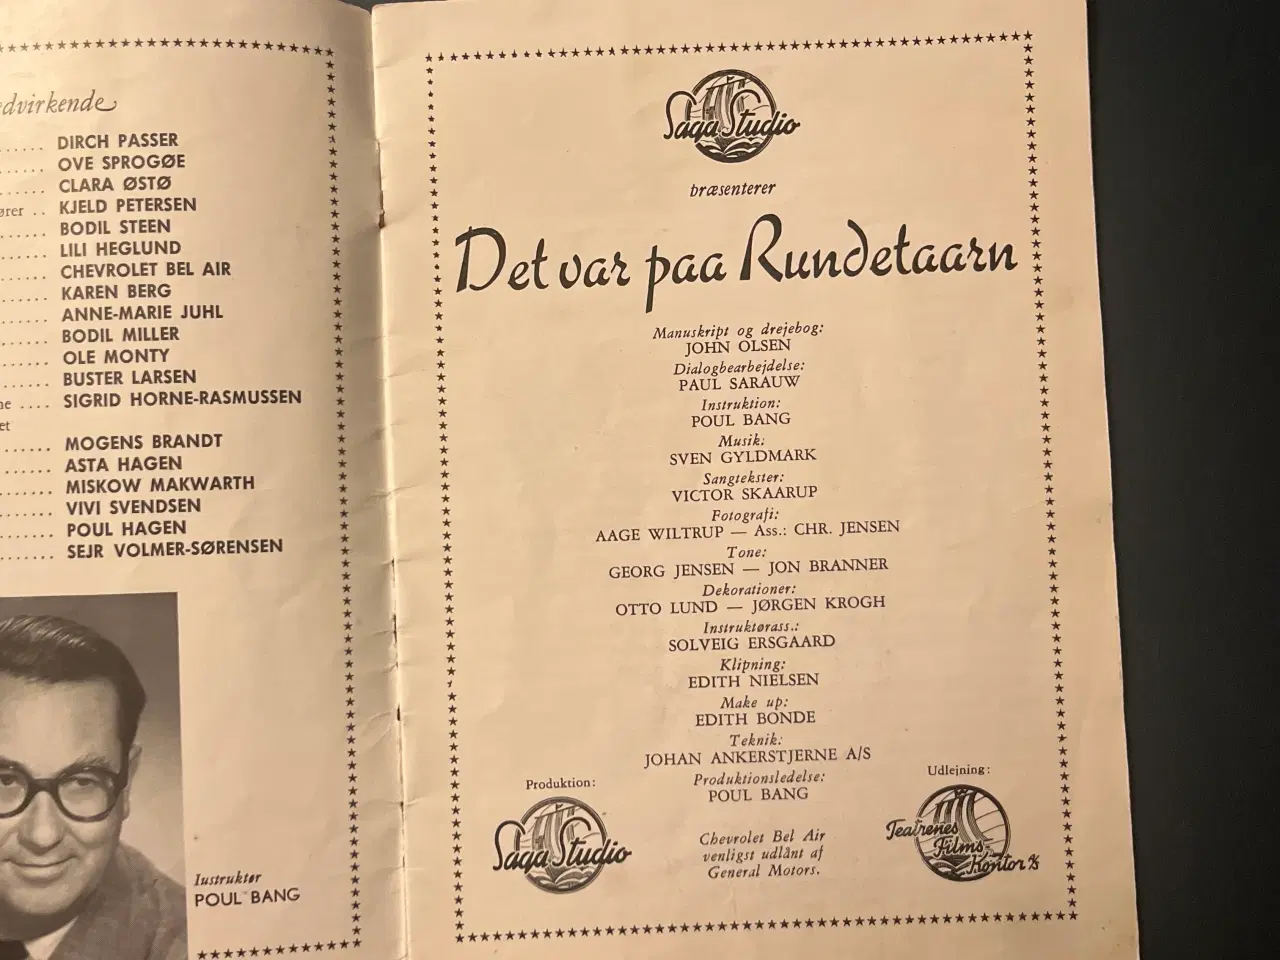 edvirkende
...... DIRCH PASSER
....... OVE SPROGØE
...... CLARA ØSTØ
ører .. KJELD PETERSEN
...... BODIL STEEN
....... LILI HEGLUND
...... CHEVROLET BEL AIR
...... KAREN BERG
...... ANNE-MARIE JUHL
...... BODIL MILLER
...... OLE MONTY
...... BUSTER LARSEN
ne .... SIGRID HORNE-RASMUSSEN
et
...... MOGENS BRANDT
...... ASTA HAGEN
....... MISKOW MAKWARTH
....... VIVI SVENDSEN
....... POUL HAGEN
....... SEJR VOLMER-SØRENSEN
Iustruktør
POUL BANG
Saga Studio
præsenterer
Det var paa Rundetaarn
Manuskript og drejebog:
JOHN OLSEN
Dialogbearbejdelse:
PAUL SARAUW
Instruktion:
POUL BANG
Musik:
SVEN GYLDMARK
Sangtekster:
VICTOR SKAARUP
Fotografi:
AAGE WILTRUP — Ass.: CHR. JENSEN
Tone:
GEORG JENSEN — JON BRANNER
Dekorationer:
OTTO LUND — JØRGEN KROGH
Instruktørass.:
SOLVEIG ERSGAARD
Klipning:
EDITH NIELSEN
Make up:
EDITH BONDE
Teknik:
JOHAN ANKERSTJERNE A/S
Produktionsledelse:
POUL BANG
Produktion:
Saga Studio
Chevrolet Bel Air
venligst udlånt af
General Motors.
Udlejning:
Teatrenes
Films-
Kontor A/S